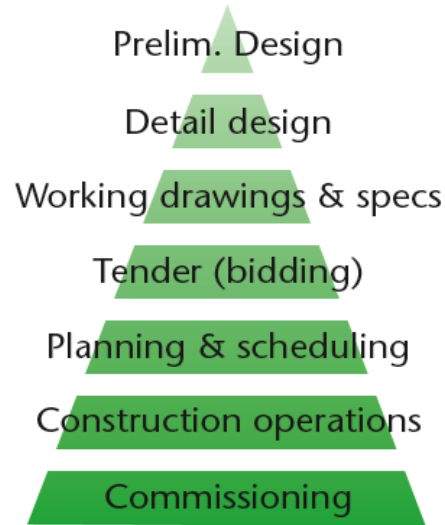 Prelim. Design
Detail design
Working drawings & specs
Tender (bidding)
Planning & scheduling
Construction operations
Commissioning